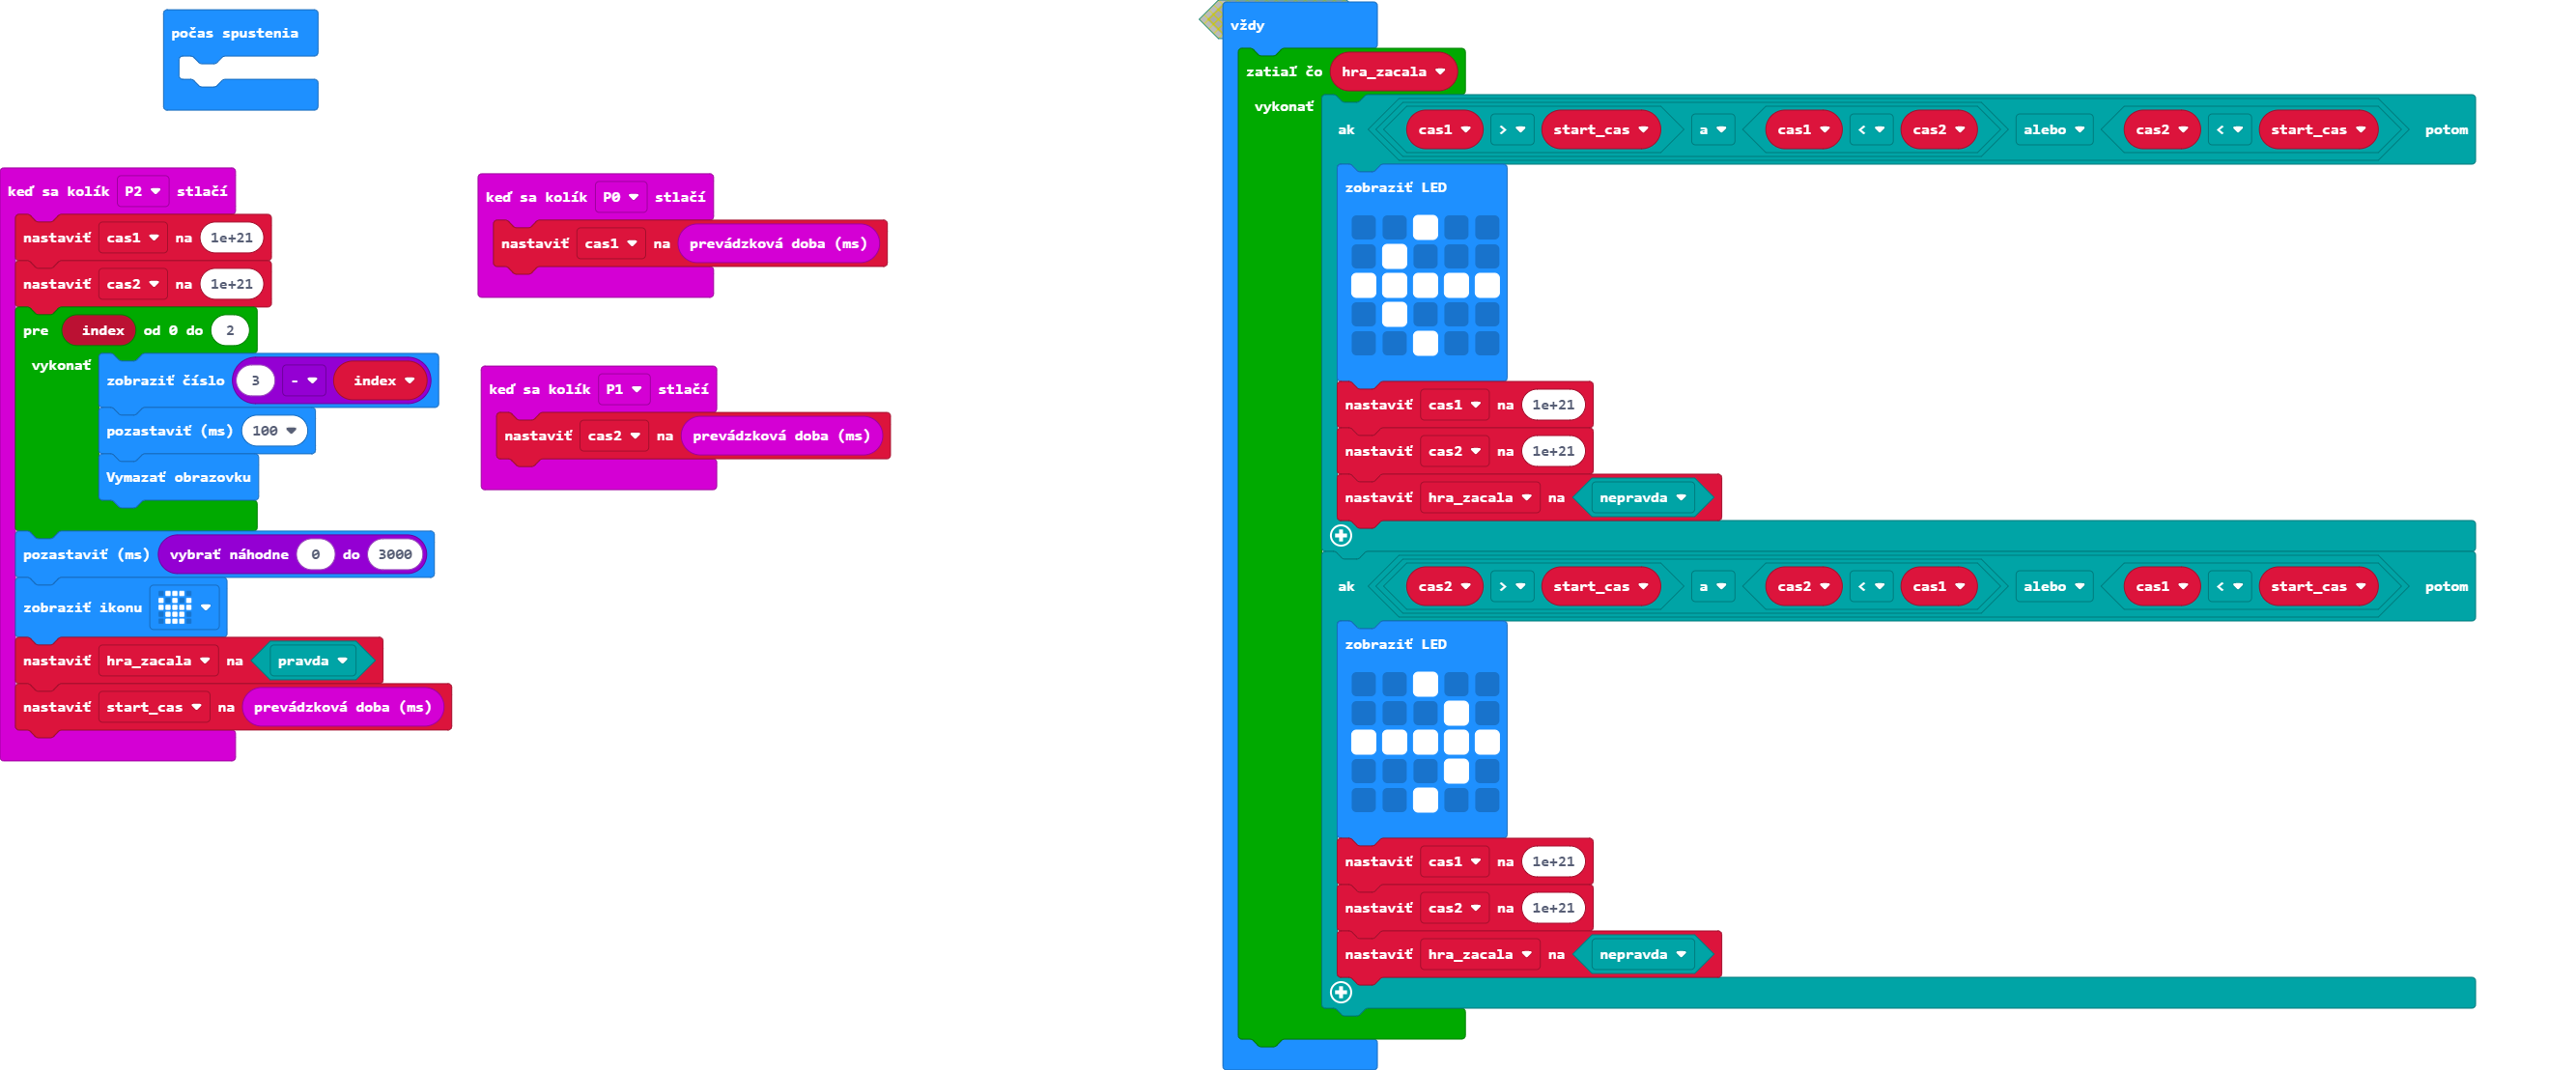 počas spustenia
keď sa kolík P2 stlačí
nastaviť cas1 na 1e+21
nastaviť cas2 na 1e+21
pre index od 0 do 2
vykonať
zobraziť číslo 3 - index
pozastaviť (ms) 100
Vymazať obrazovku
pozastaviť (ms) vybrať náhodne 0 do 3000
zobraziť ikonu
nastaviť hra_zacala na pravda
nastaviť start_cas na prevádzková doba (ms)
keď sa kolík P0 stlačí
nastaviť cas1 na prevádzková doba (ms)
keď sa kolík P1 stlačí
nastaviť cas2 na prevádzková doba (ms)
vždy
zatiaľ čo hra_zacala
vykonať
ak cas1 > start_cas a cas1 < cas2 alebo cas2 < start_cas potom
zobraziť LED
nastaviť cas1 na 1e+21
nastaviť cas2 na 1e+21
nastaviť hra_zacala na nepravda
ak cas2 > start_cas a cas2 < cas1 alebo cas1 < start_cas potom
zobraziť LED
nastaviť cas1 na 1e+21
nastaviť cas2 na 1e+21
nastaviť hra_zacala na nepravda